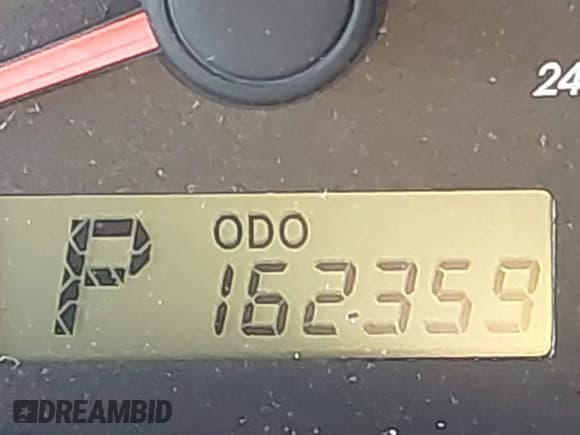 24
P
ODO
162359
DREAMBID